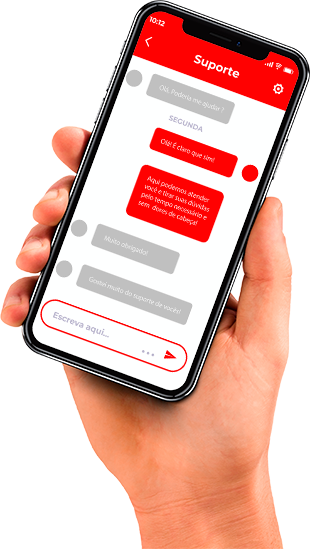 10:12
Suporte
Olá. Poderia me ajudar ?
SEGUNDA
Olá! É claro que sim!
Aqui podemos atender
você e tirar suas dúvidas
pelo tempo necessário e
sem dores de cabeça!
Muito obrigado!
Gostei muito do suporte de vocês!
Escreva aqui...